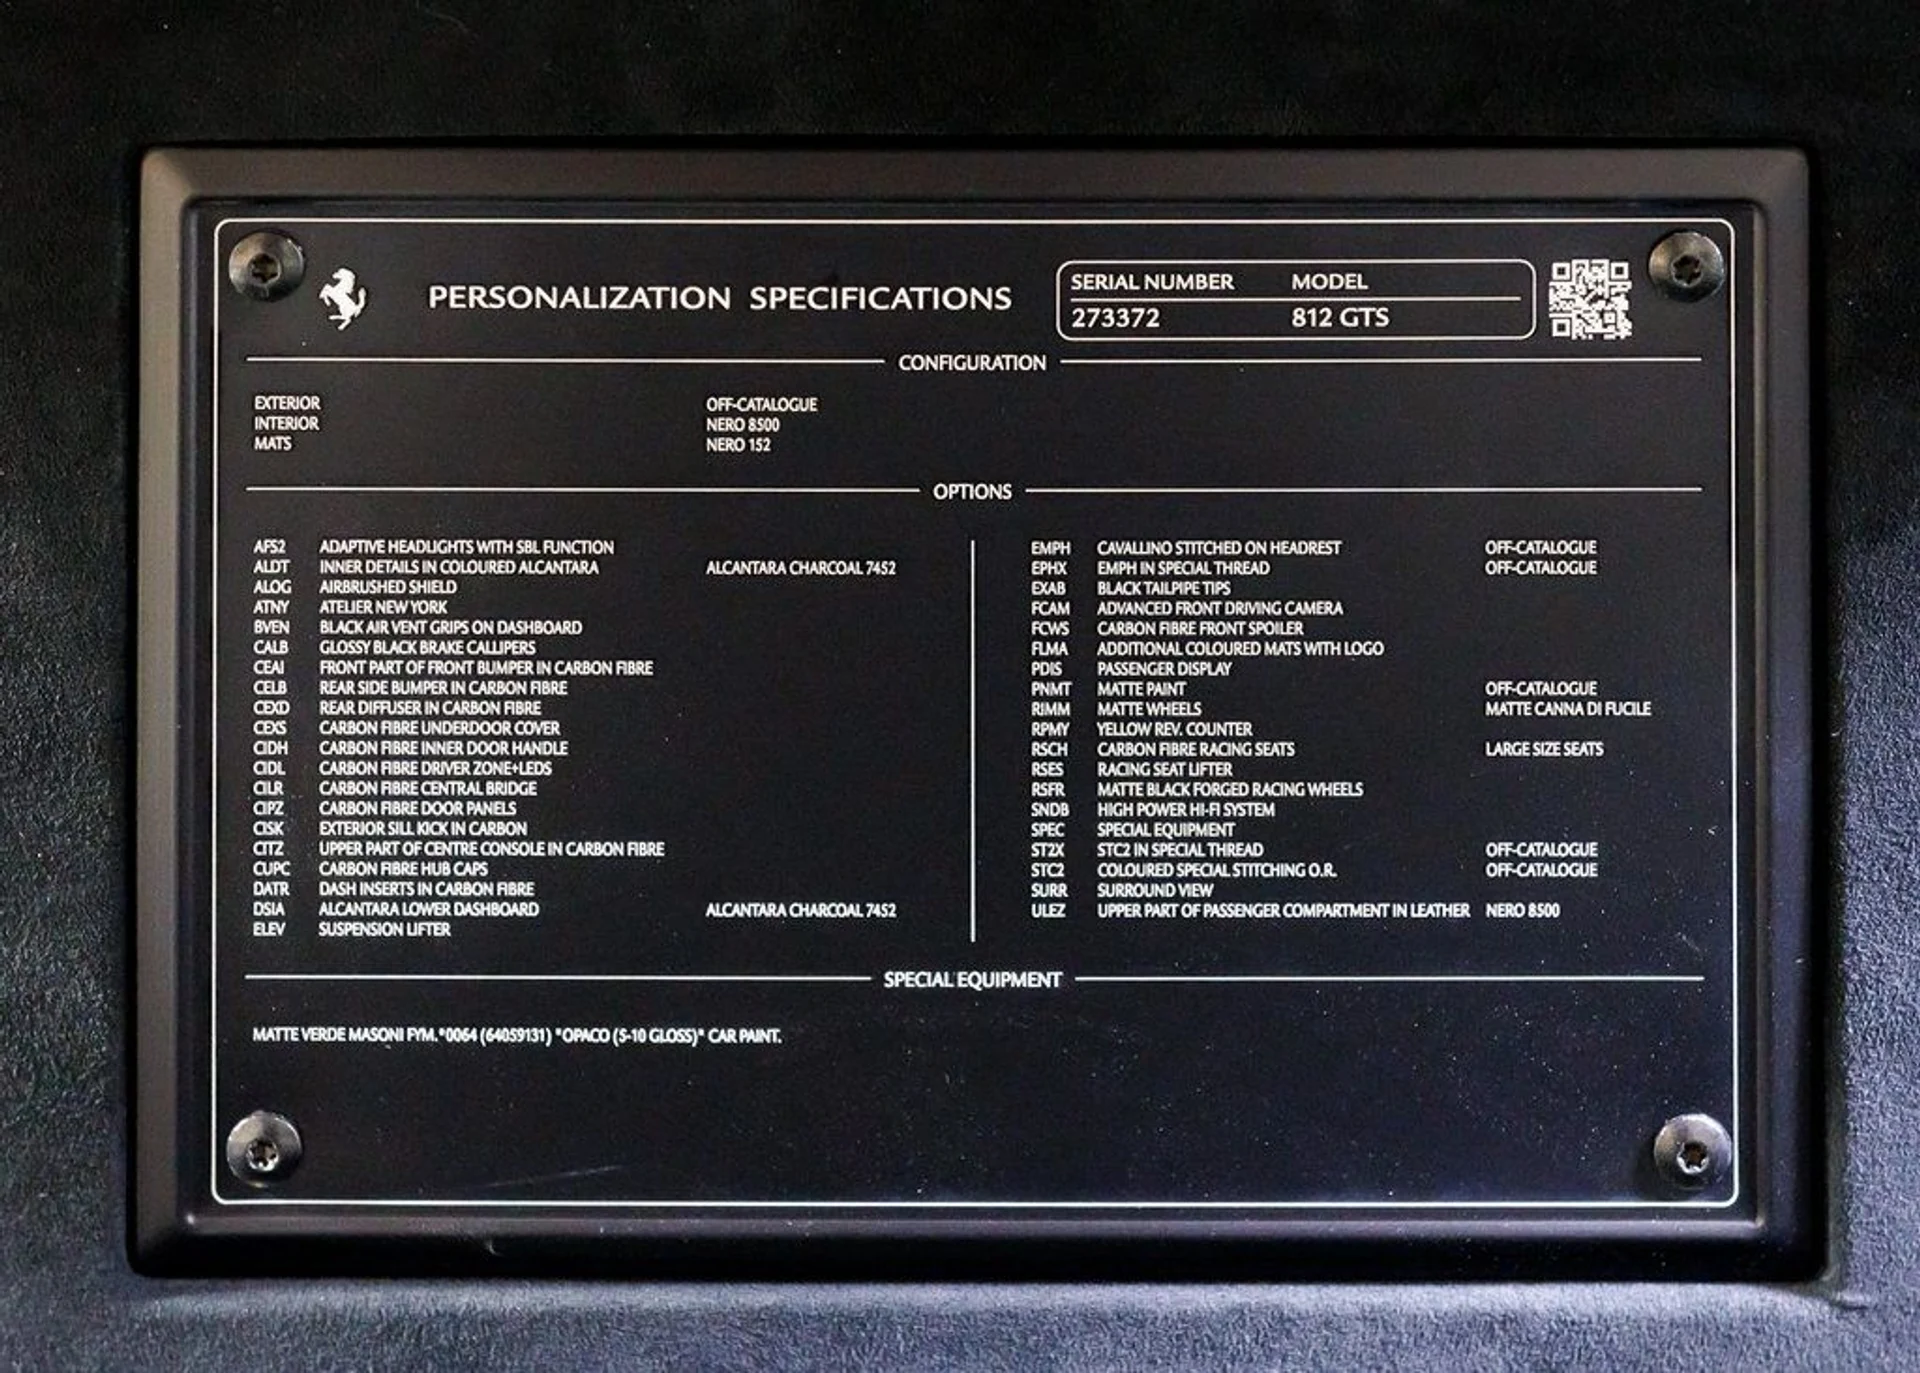 PERSONALIZATION SPECIFICATIONS
SERIAL NUMBER MODEL
273372 812 GTS
CONFIGURATION
EXTERIOR OFF-CATALOGUE
INTERIOR NERO 8500
MATS NERO 152
OPTIONS
AFS2 ADAPTIVE HEADLIGHTS WITH SBL FUNCTION
ALDT INNER DETAILS IN COLOURED ALCANTARA ALCANTARA CHARCOAL 7452
ALOG AIRBRUSHED SHIELD
ATNY ATELIER NEW YORK
BVEN BLACK AIR VENT GRIPS ON DASHBOARD
CALB GLOSSY BLACK BRAKE CALLIPERS
CEAI FRONT PART OF FRONT BUMPER IN CARBON FIBRE
CELB REAR SIDE BUMPER IN CARBON FIBRE
CEXD REAR DIFFUSER IN CARBON FIBRE
CEXS CARBON FIBRE UNDERDOOR COVER
CIDH CARBON FIBRE INNER DOOR HANDLE
CIDL CARBON FIBRE DRIVER ZONE+LEDS
CILR CARBON FIBRE CENTRAL BRIDGE
CIPZ CARBON FIBRE DOOR PANELS
CISK EXTERIOR SILL KICK IN CARBON
CITZ UPPER PART OF CENTRE CONSOLE IN CARBON FIBRE
CUPC CARBON FIBRE HUB CAPS
DATR DASH INSERTS IN CARBON FIBRE
DSIA ALCANTARA LOWER DASHBOARD ALCANTARA CHARCOAL 7452
ELEV SUSPENSION LIFTER
EMPH CAVALLINO STITCHED ON HEADREST OFF-CATALOGUE
EPHX EMPH IN SPECIAL THREAD OFF-CATALOGUE
EXAB BLACK TAILPIPE TIPS
FCAM ADVANCED FRONT DRIVING CAMERA
FCWS CARBON FIBRE FRONT SPOILER
FLMA ADDITIONAL COLOURED MATS WITH LOGO
PDIS PASSENGER DISPLAY
PNMT MATTE PAINT OFF-CATALOGUE
RIMM MATTE WHEELS MATTE CANNA DI FUCILE
RPMY YELLOW REV. COUNTER
RSCH CARBON FIBRE RACING SEATS LARGE SIZE SEATS
RSES RACING SEAT LIFTER
RSFR MATTE BLACK FORGED RACING WHEELS
SNDB HIGH POWER HI-FI SYSTEM
SPEC SPECIAL EQUIPMENT
ST2X STC2 IN SPECIAL THREAD OFF-CATALOGUE
STC2 COLOURED SPECIAL STITCHING O.R. OFF-CATALOGUE
SURR SURROUND VIEW
ULEZ UPPER PART OF PASSENGER COMPARTMENT IN LEATHER NERO 8500
SPECIAL EQUIPMENT
MATTE VERDE MASONI FYM.*0064 (64059131) "OPACO (5-10 GLOSS)" CAR PAINT.